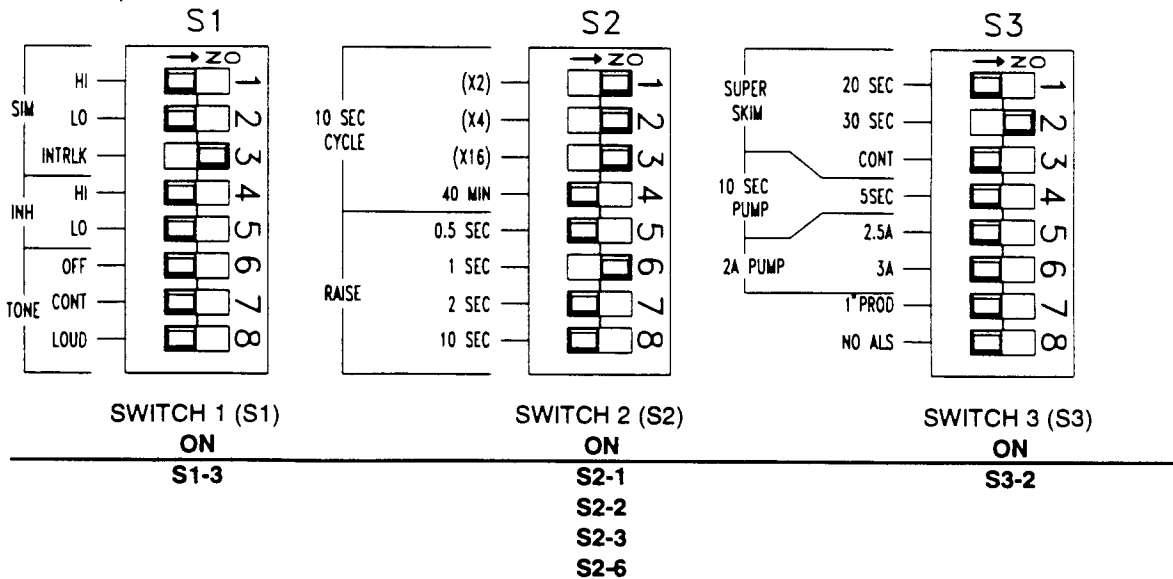 S1
S2
S3
→ ON
→ ON
→ ON
SIM
HI
1
LO
2
INTRLK
3
INH
HI
4
LO
5
TONE
OFF
6
CONT
7
LOUD
8
10 SEC
CYCLE
(X2)
1
(X4)
2
(X16)
3
40 MIN
4
RAISE
0.5 SEC
5
1 SEC
6
2 SEC
7
10 SEC
8
SUPER
SKIM
20 SEC
1
30 SEC
2
CONT
3
10 SEC
PUMP
5SEC
4
2.5A
5
2A PUMP
3A
6
1"PROD
7
NO ALS
8
SWITCH 1 (S1)
SWITCH 2 (S2)
SWITCH 3 (S3)
ON
ON
ON
S1-3
S2-1
S3-2
S2-2
S2-3
S2-6